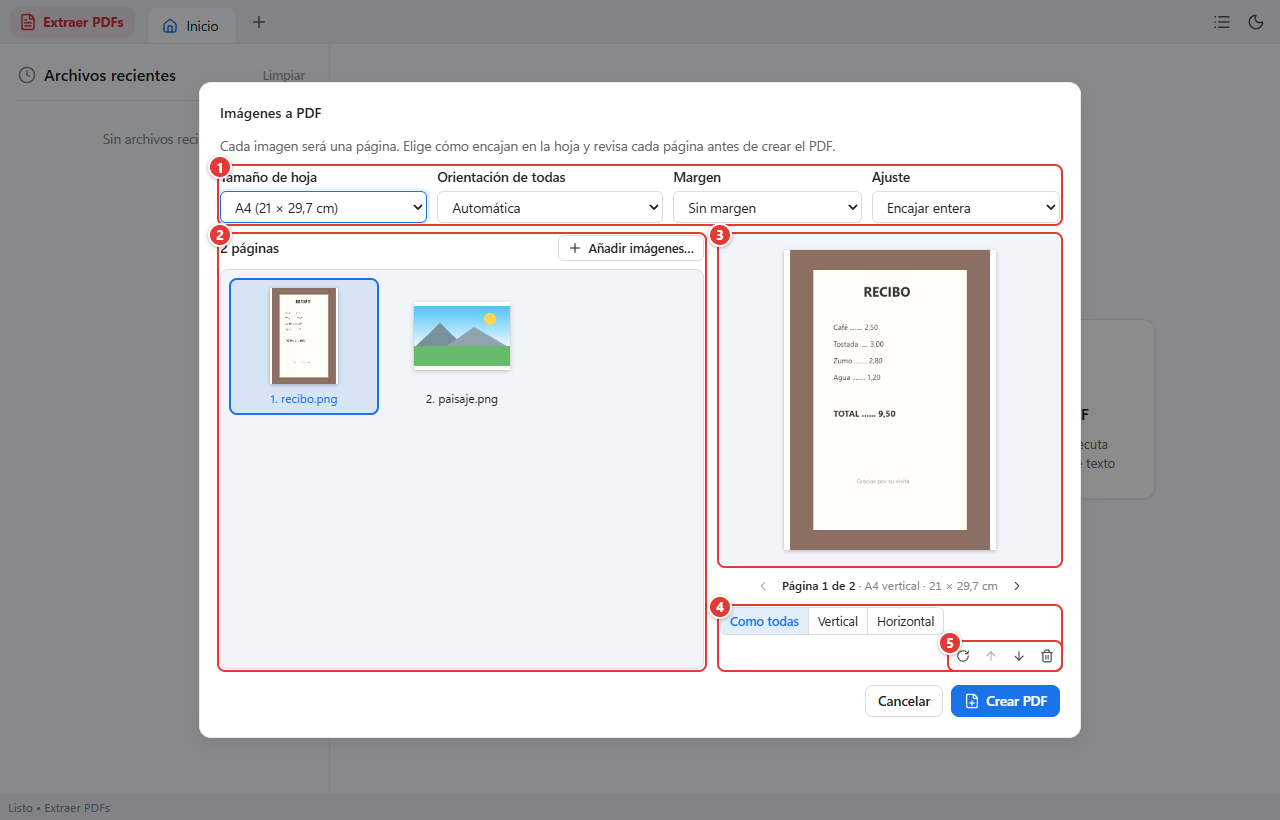 Extraer PDFs
Inicio
Archivos recientes
Limpiar
Sin archivos reci
Imágenes a PDF
Cada imagen será una página. Elige cómo encajan en la hoja y revisa cada página antes de crear el PDF.
1
Tamaño de hoja
Orientación de todas
Margen
Ajuste
A4 (21 × 29,7 cm)
Automática
Sin margen
Encajar entera
2
2 páginas
Añadir imágenes...
1. recibo.png
2. paisaje.png
3
RECIBO
Café ...... 2,50
Tostada .... 3,00
Zumo ...... 2,80
Agua ...... 1,20
TOTAL ...... 9,50
Gracias por su visita
Página 1 de 2 · A4 vertical · 21 × 29,7 cm
4
Como todas
Vertical
Horizontal
5
Cancelar
Crear PDF
F
ecuta
texto
Listo • Extraer PDFs